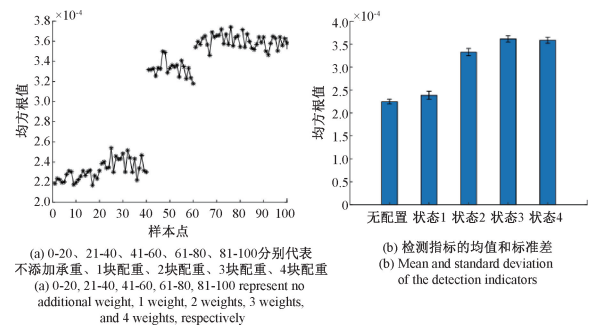 ×10⁻⁴
3.8
3.6
3.4
3.2
3.0
2.8
2.6
2.4
2.2
2.0
均方根值
0 10 20 30 40 50 60 70 80 90 100
样本点
(a) 0-20、21-40、41-60、61-80、81-100分别代表
不添加承重、1块配重、2块配重、3块配重、4块配重
(a) 0-20, 21-40, 41-60, 61-80, 81-100 represent no
additional weight, 1 weight, 2 weights, 3 weights,
and 4 weights, respectively
×10⁻⁴
4.0
3.5
3.0
2.5
2.0
1.5
1.0
0.5
0
均方根值
无配置 状态1 状态2 状态3 状态4
(b) 检测指标的均值和标准差
(b) Mean and standard deviation
of the detection indicators